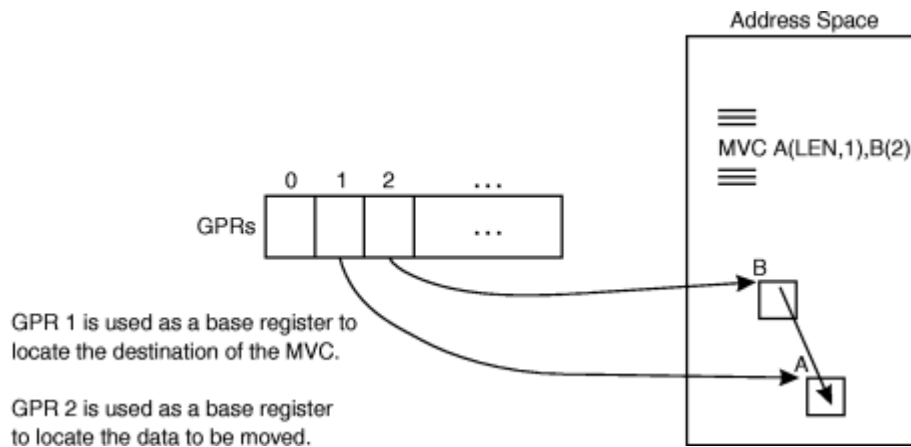 Address Space
MVC A(LEN,1),B(2)
0 1 2 ...
GPRs ...
B
GPR 1 is used as a base register to
locate the destination of the MVC.
A
GPR 2 is used as a base register
to locate the data to be moved.